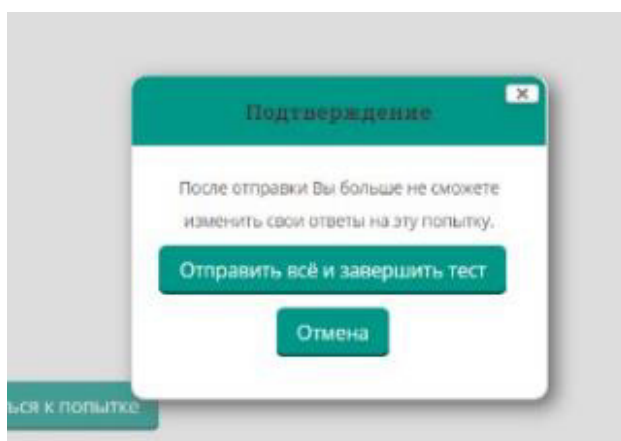 Подтверждение
После отправки Вы больше не сможете
изменить свои ответы на эту попытку.
Отправить всё и завершить тест
Отмена
ься к попытке